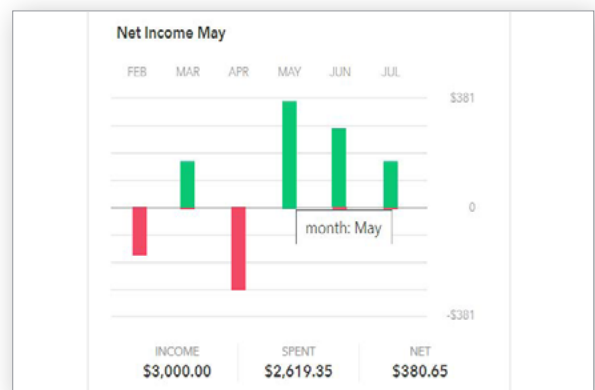 Net Income May
FEB MAR APR MAY JUN JUL
$381
0
month: May
-$381
INCOME SPENT NET
$3,000.00 $2,619.35 $380.65